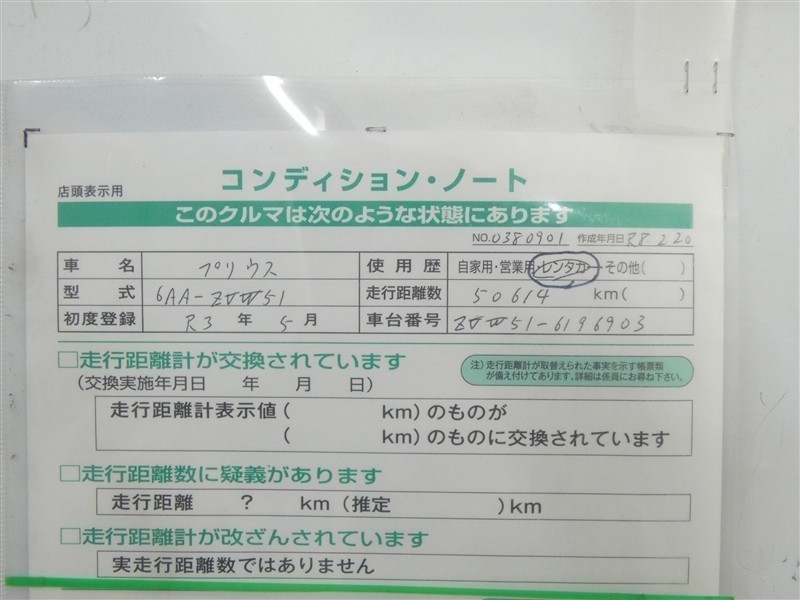 コンディション・ノート
店頭表示用
このクルマは次のような状態にあります
NO.0380901 作成年月日 R8 2 20
車名 プリウス 使用歴 自家用・営業用・レンタカー・その他( )
型式 6AA-ZVW51 走行距離数 50614 km( )
初度登録 R3 年 5 月 車台番号 ZVW51-6196903
□走行距離計が交換されています
(交換実施年月日 年 月 日)
注)走行距離計が取替えられた事実を示す帳票類
が備え付けてあります。詳細は係員にお尋ね下さい。
走行距離計表示値( km)のものが
( km)のものに交換されています
□走行距離数に疑義があります
走行距離 ? km(推定 )km
□走行距離計が改ざんされています
実走行距離数ではありません